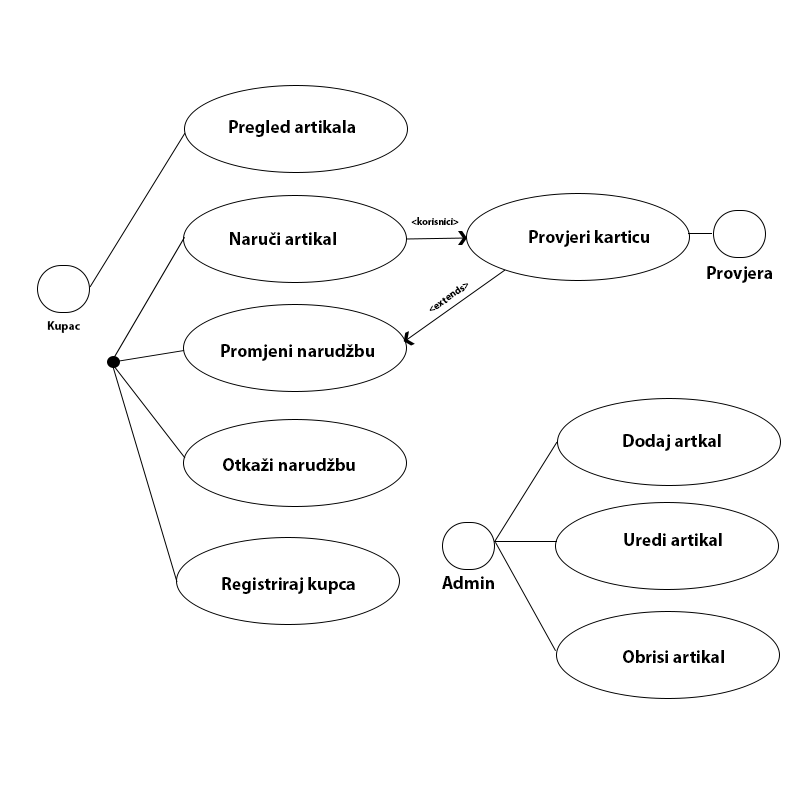 Pregled artikala
Naruči artikal
<korisnici>
Provjeri karticu
Provjera
Kupac
<extends>
Promjeni narudžbu
Otkaži narudžbu
Registriraj kupca
Dodaj artkal
Uredi artikal
Admin
Obrisi artikal